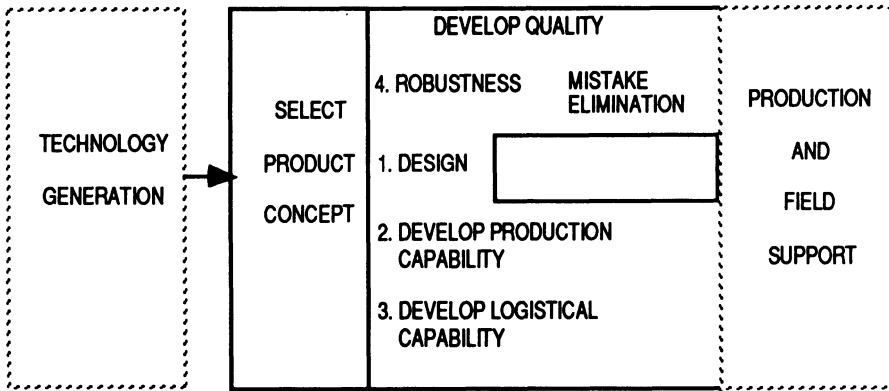 TECHNOLOGY
GENERATION
SELECT
PRODUCT
CONCEPT
DEVELOP QUALITY
4. ROBUSTNESS
MISTAKE
ELIMINATION
1. DESIGN
2. DEVELOP PRODUCTION
CAPABILITY
3. DEVELOP LOGISTICAL
CAPABILITY
PRODUCTION
AND
FIELD
SUPPORT